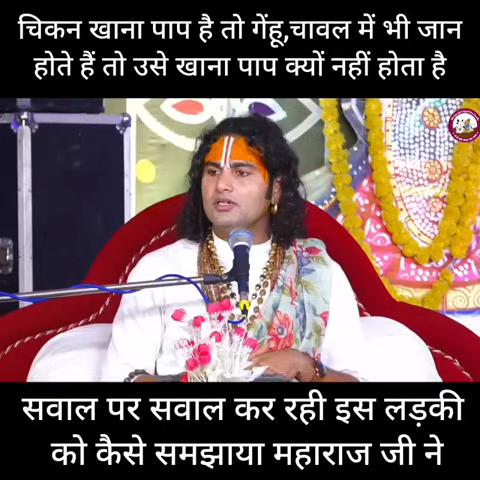 चिकन खाना पाप है तो गेंहू,चावल में भी जान
होते हैं तो उसे खाना पाप क्यों नहीं होता है
सवाल पर सवाल कर रही इस लड़की
को कैसे समझाया महाराज जी ने